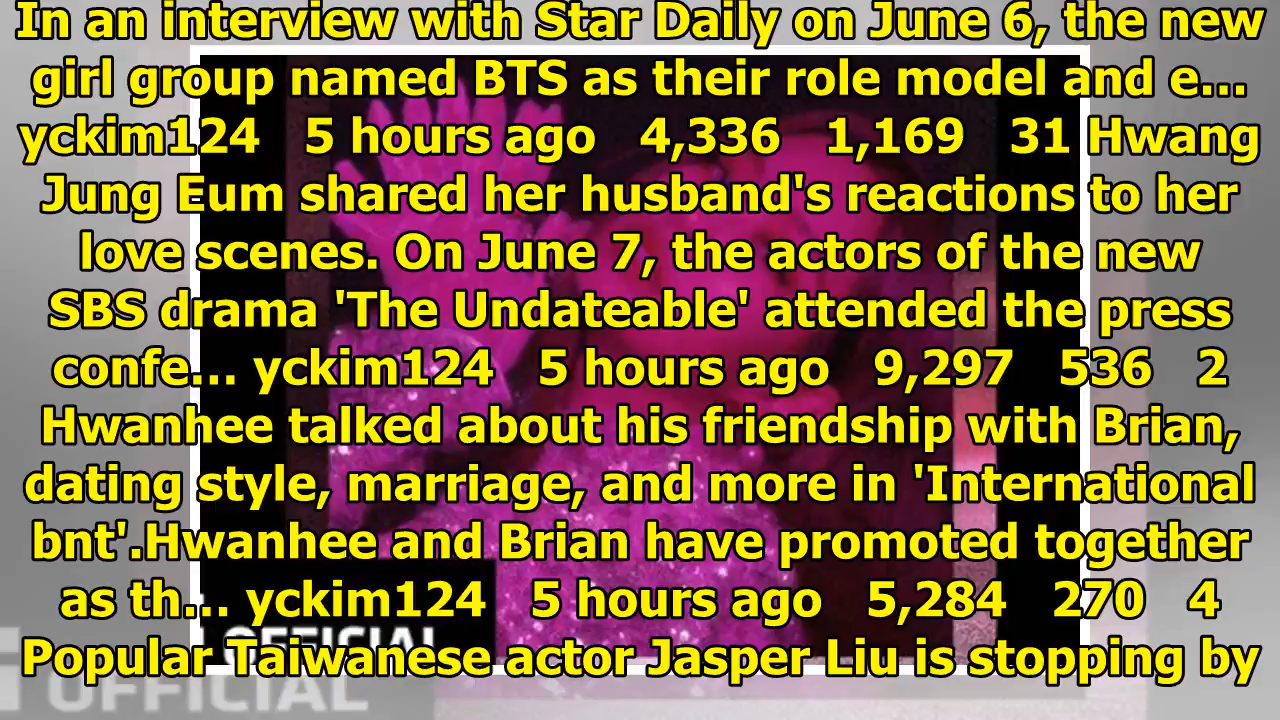 In an interview with Star Daily on June 6, the new
girl group named BTS as their role model and e...
yckim124 5 hours ago 4,336 1,169 31 Hwang
Jung Eum shared her husband's reactions to her
love scenes. On June 7, the actors of the new
SBS drama 'The Undateable' attended the press
confe... yckim124 5 hours ago 9,297 536 2
Hwanhee talked about his friendship with Brian,
dating style, marriage, and more in 'International
bnt'.Hwanhee and Brian have promoted together
as th... yckim124 5 hours ago 5,284 270 4
OFFICIAL
Popular Taiwanese actor Jasper Liu is stopping by
OFFICIAL